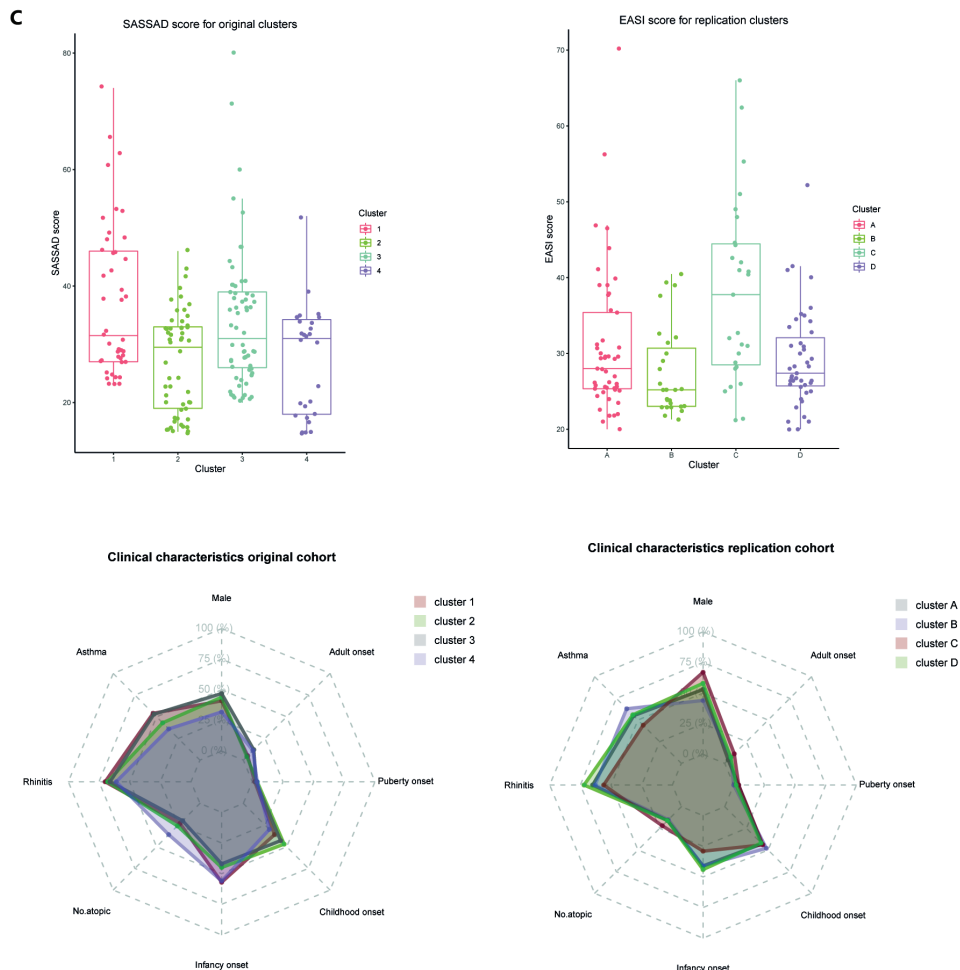 C
SASSAD score for original clusters
80
60
40
20
SASSAD score
1
2
3
4
Cluster
Cluster
1
2
3
4
EASI score for replication clusters
70
60
50
40
30
20
EASI score
A
B
C
D
Cluster
Cluster
A
B
C
D
Clinical characteristics original cohort
Male
Adult onset
Puberty onset
Childhood onset
Infancy onset
No.atopic
Rhinitis
Asthma
100 (%)
75 (%)
50 (%)
0 (%)
cluster 1
cluster 2
cluster 3
cluster 4
Clinical characteristics replication cohort
Male
Adult onset
Puberty onset
Childhood onset
Infancy onset
No.atopic
Rhinitis
Asthma
100 (%)
75 (%)
25 (%)
0 (%)
cluster A
cluster B
cluster C
cluster D